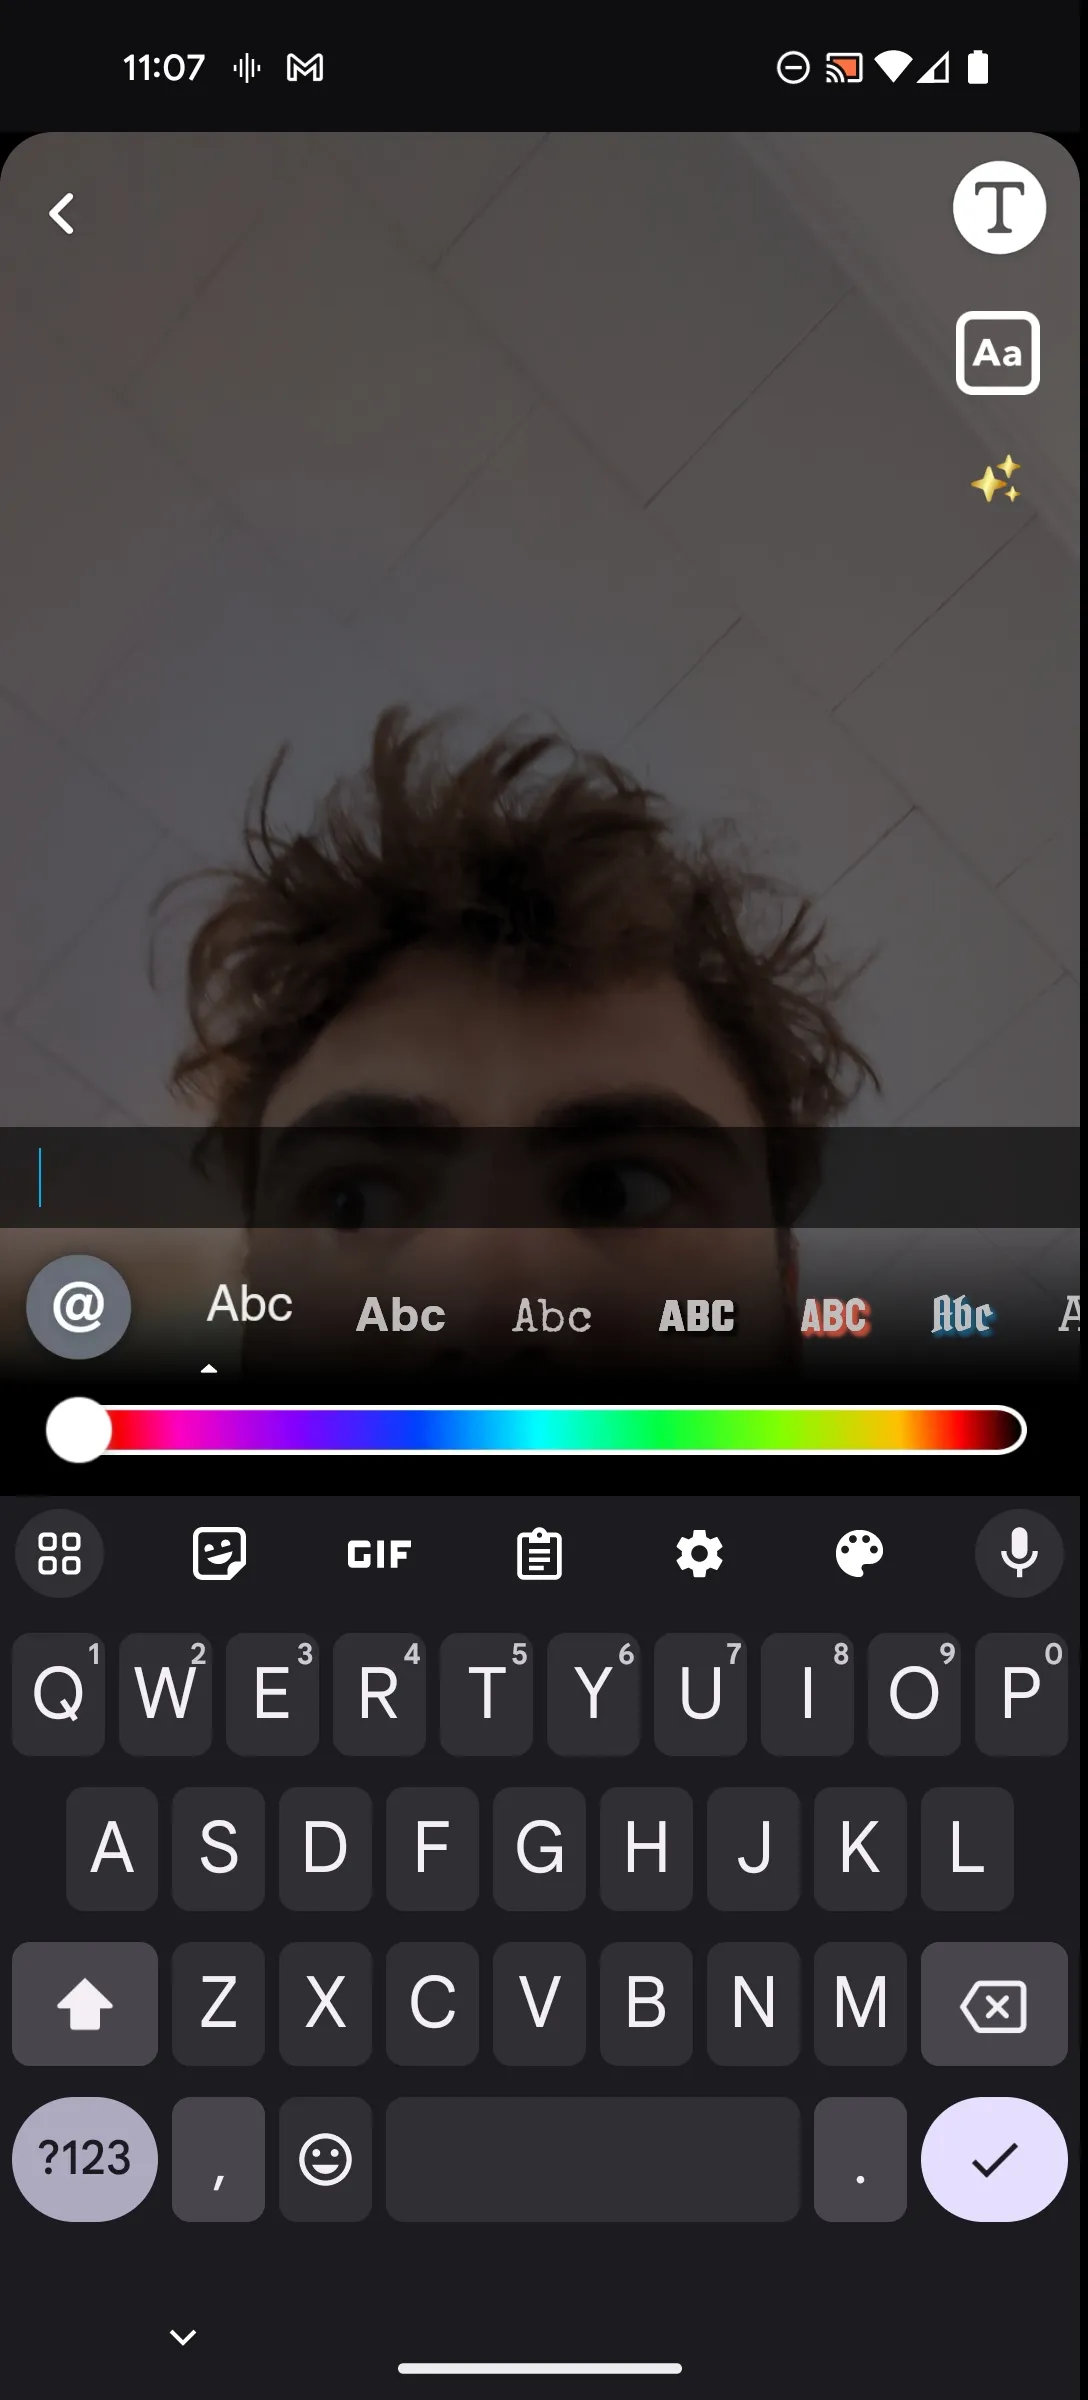 11:07
T
Aa
@ Abc Abc Abc ABC ABC Abc A
GIF
Q1 W2 E3 R4 T5 Y6 U7 I8 O9 P0
A S D F G H J K L
Z X C V B N M
?123 , .